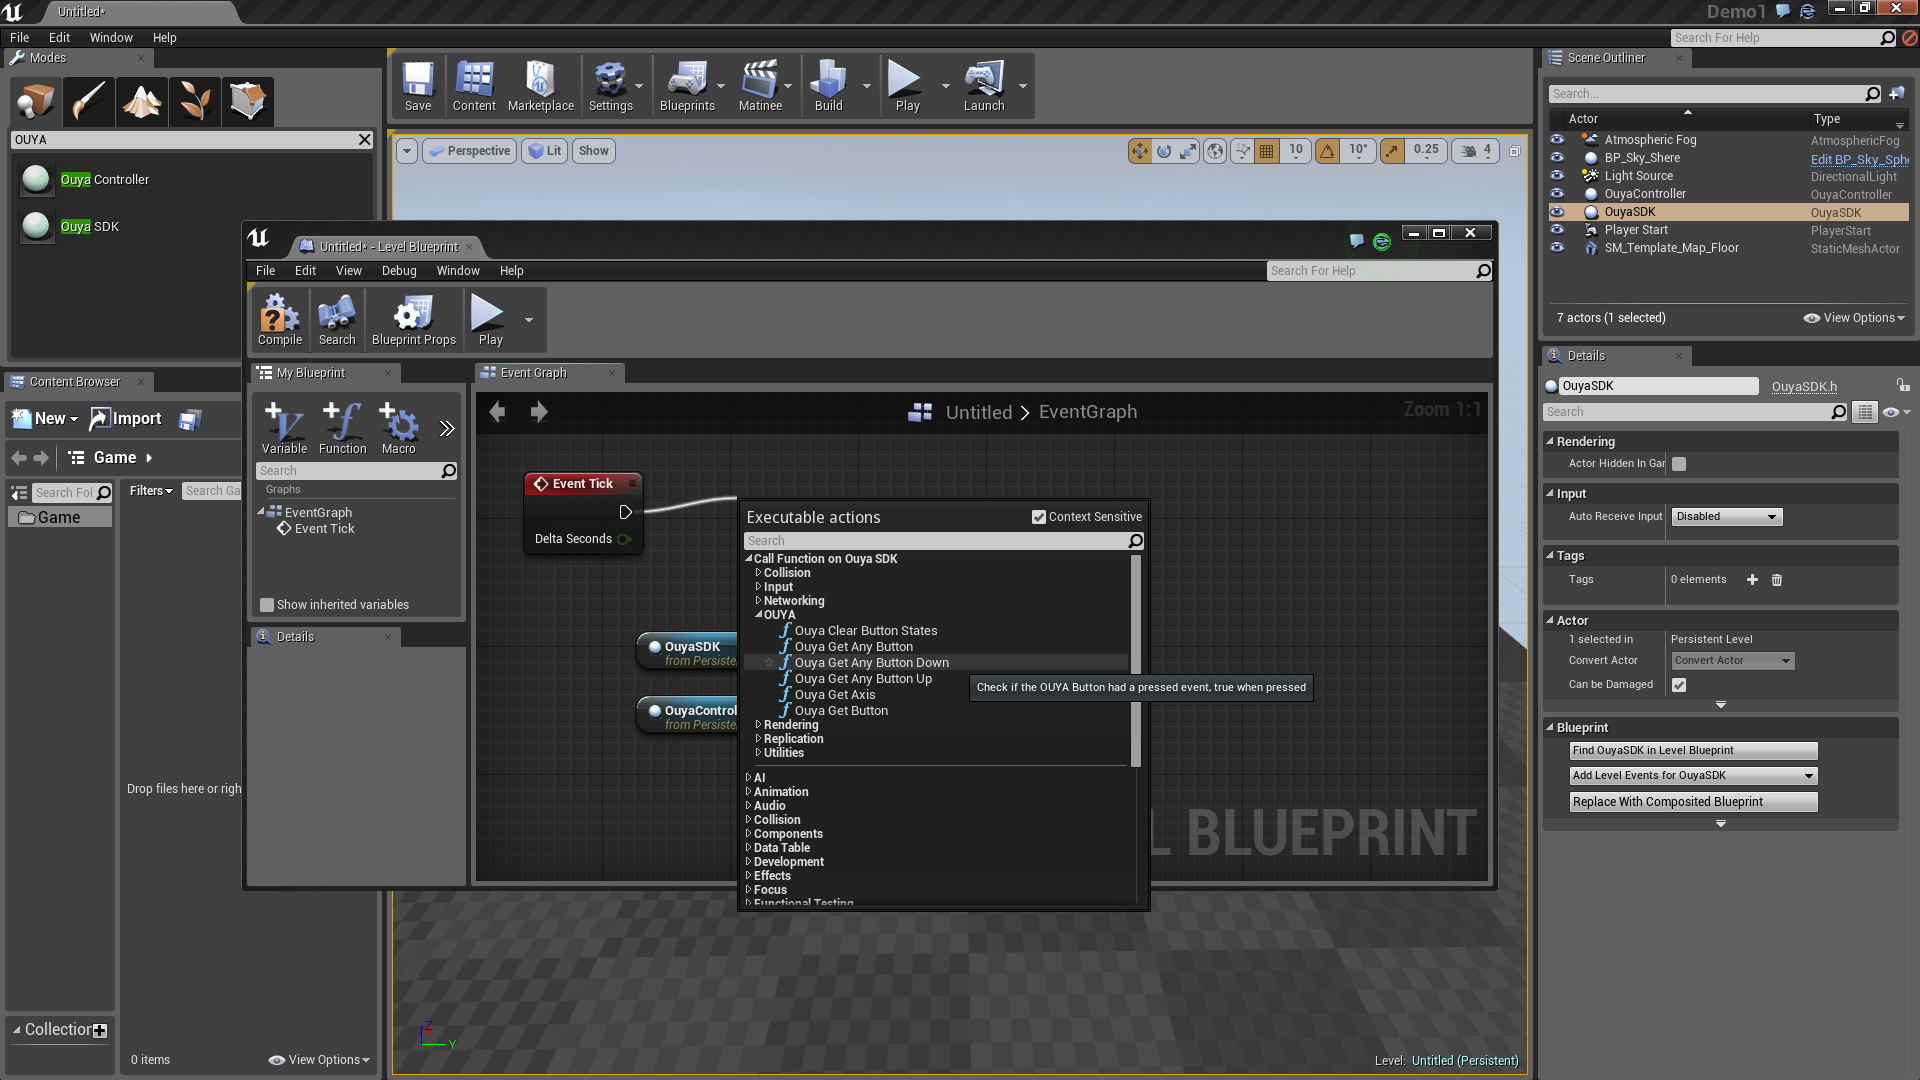 Untitled*
Demo1
File Edit Window Help
Search For Help
Modes
OUYA
Ouya Controller
Ouya SDK
Save
Content
Marketplace
Settings
Blueprints
Matinee
Build
Play
Launch
Perspective
Lit
Show
10
10°
0.25
4
Scene Outliner
Search...
Actor Type
Atmospheric Fog AtmosphericFog
BP_Sky_Shere Edit BP_Sky_Sph
Light Source DirectionalLight
OuyaController OuyaController
OuyaSDK OuyaSDK
Player Start PlayerStart
SM_Template_Map_Floor StaticMeshActor
7 actors (1 selected)
View Options
Untitled* - Level Blueprint
File Edit View Debug Window Help
Search For Help
Compile
Search
Blueprint Props
Play
My Blueprint
Variable
Function
Macro
Search
Graphs
EventGraph
Event Tick
Show inherited variables
Details
Event Graph
Untitled > EventGraph
Zoom 1:1
Event Tick
Delta Seconds
OuyaSDK
from Persiste
OuyaControl
from Persiste
Executable actions
Context Sensitive
Search
Call Function on Ouya SDK
Collision
Input
Networking
OUYA
Ouya Clear Button States
Ouya Get Any Button
Ouya Get Any Button Down
Ouya Get Any Button Up
Ouya Get Axis
Ouya Get Button
Rendering
Replication
Utilities
AI
Animation
Audio
Collision
Components
Data Table
Development
Effects
Focus
Functional Testing
Check if the OUYA Button had a pressed event, true when pressed
L BLUEPRINT
Content Browser
New
Import
Game
Search Fol
Game
Filters
Search Ga
Drop files here or righ
Collection
0 items
View Options
Z
Y
Level: Untitled (Persistent)
Details
OuyaSDK
OuyaSDK.h
Search
Rendering
Actor Hidden In Gar
Input
Auto Receive Input Disabled
Tags
Tags 0 elements
Actor
1 selected in Persistent Level
Convert Actor Convert Actor
Can be Damaged
Blueprint
Find OuyaSDK in Level Blueprint
Add Level Events for OuyaSDK
Replace With Composited Blueprint